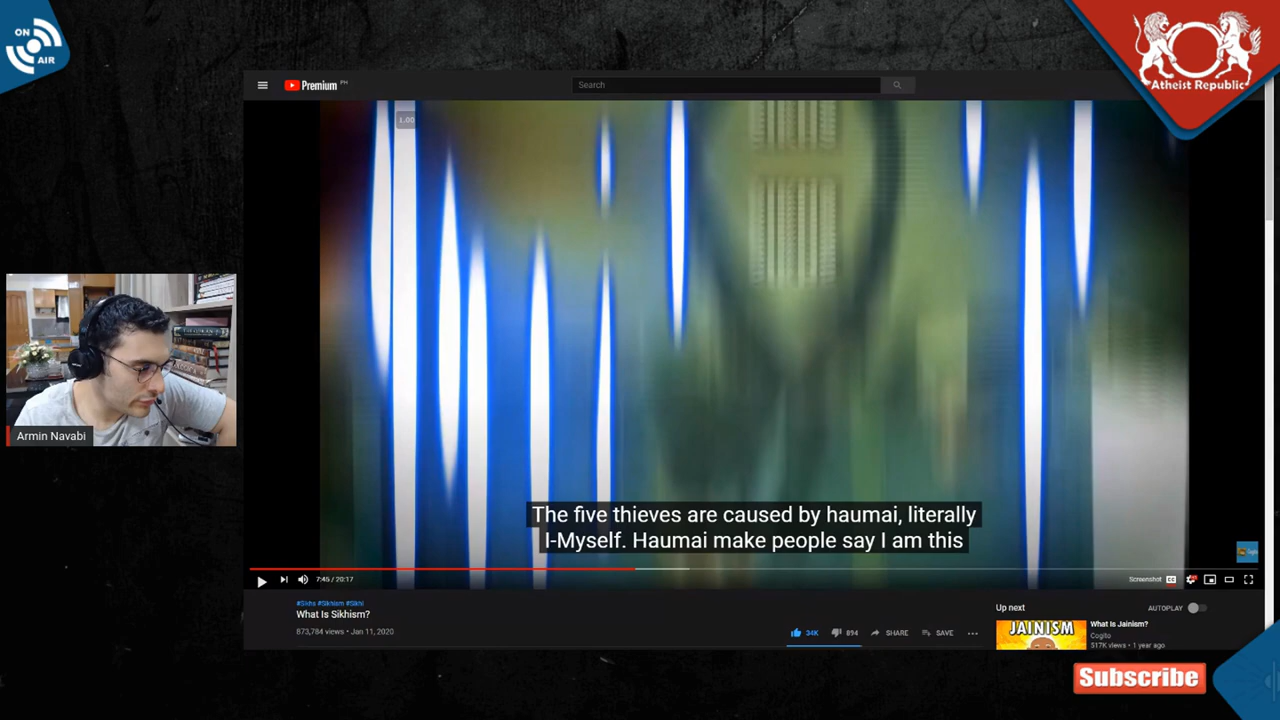 ON
AIR
Premium PH
Search
Atheist Republic
1.00
Armin Navabi
The five thieves are caused by haumai, literally
I-Myself. Haumai make people say I am this
7:45 / 20:17
Screenshot
CC
#Sikhs #Sikhism #Sikhi
What Is Sikhism?
873,784 views • Jan 11, 2020
34K
894
SHARE
SAVE
Up next
AUTOPLAY
JAINISM
What Is Jainism?
Cogito
517K views • 1 year ago
Subscribe